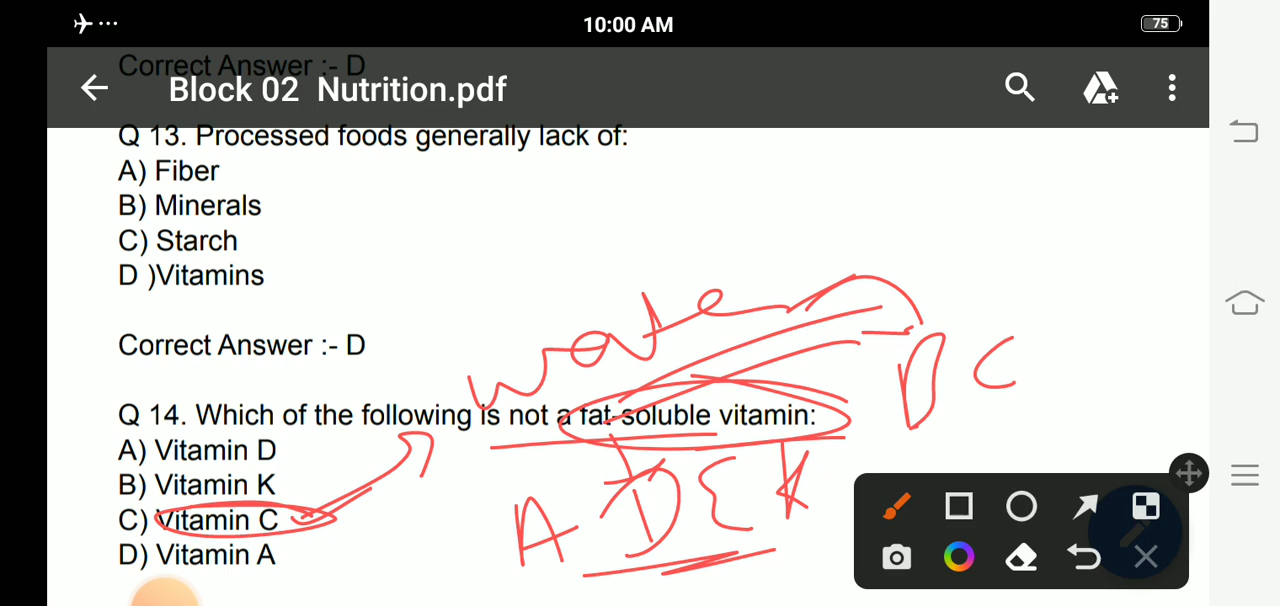 10:00 AM
75
Correct Answer :- D
Block 02 Nutrition.pdf
Q 13. Processed foods generally lack of:
A) Fiber
B) Minerals
C) Starch
D )Vitamins
Correct Answer :- D
water
B C
Q 14. Which of the following is not a fat-soluble vitamin:
A) Vitamin D
B) Vitamin K
C) Vitamin C
D) Vitamin A
A D E K